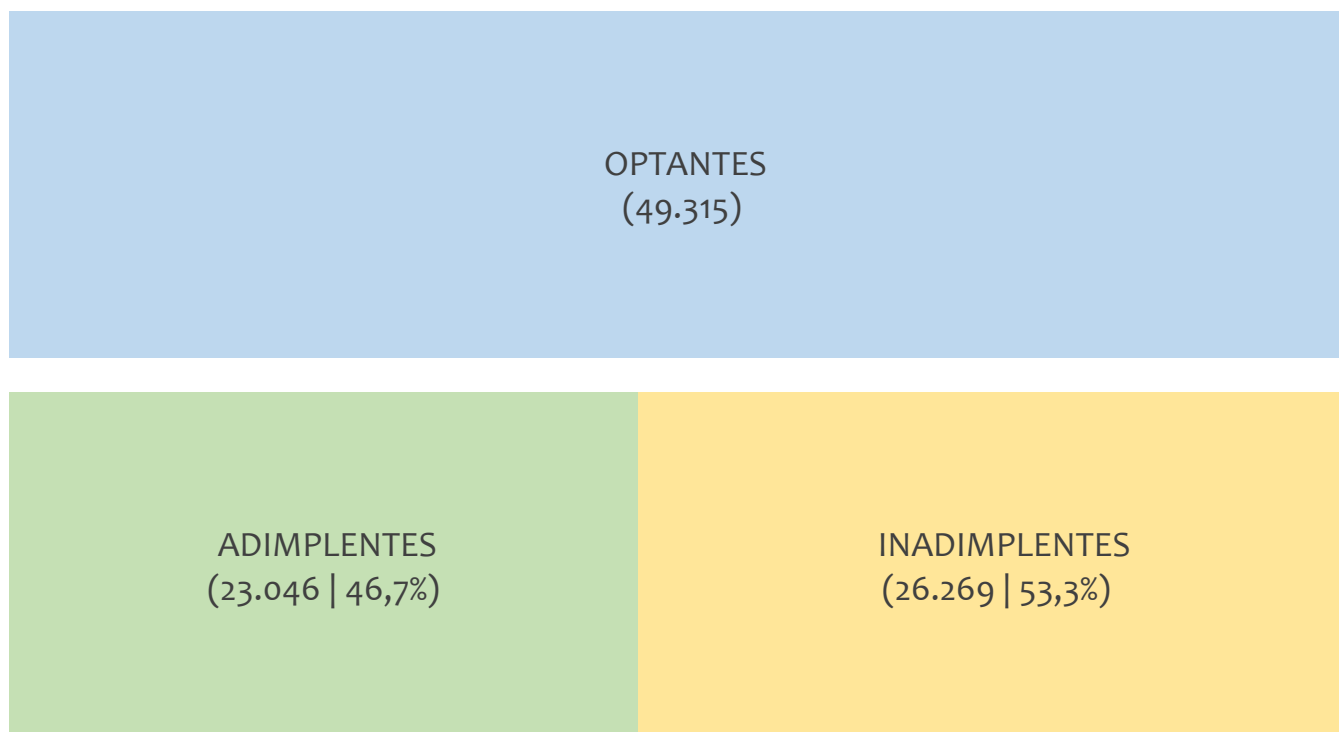 OPTANTES
(49.315)
ADIMPLENTES
(23.046 | 46,7%)
INADIMPLENTES
(26.269 | 53,3%)